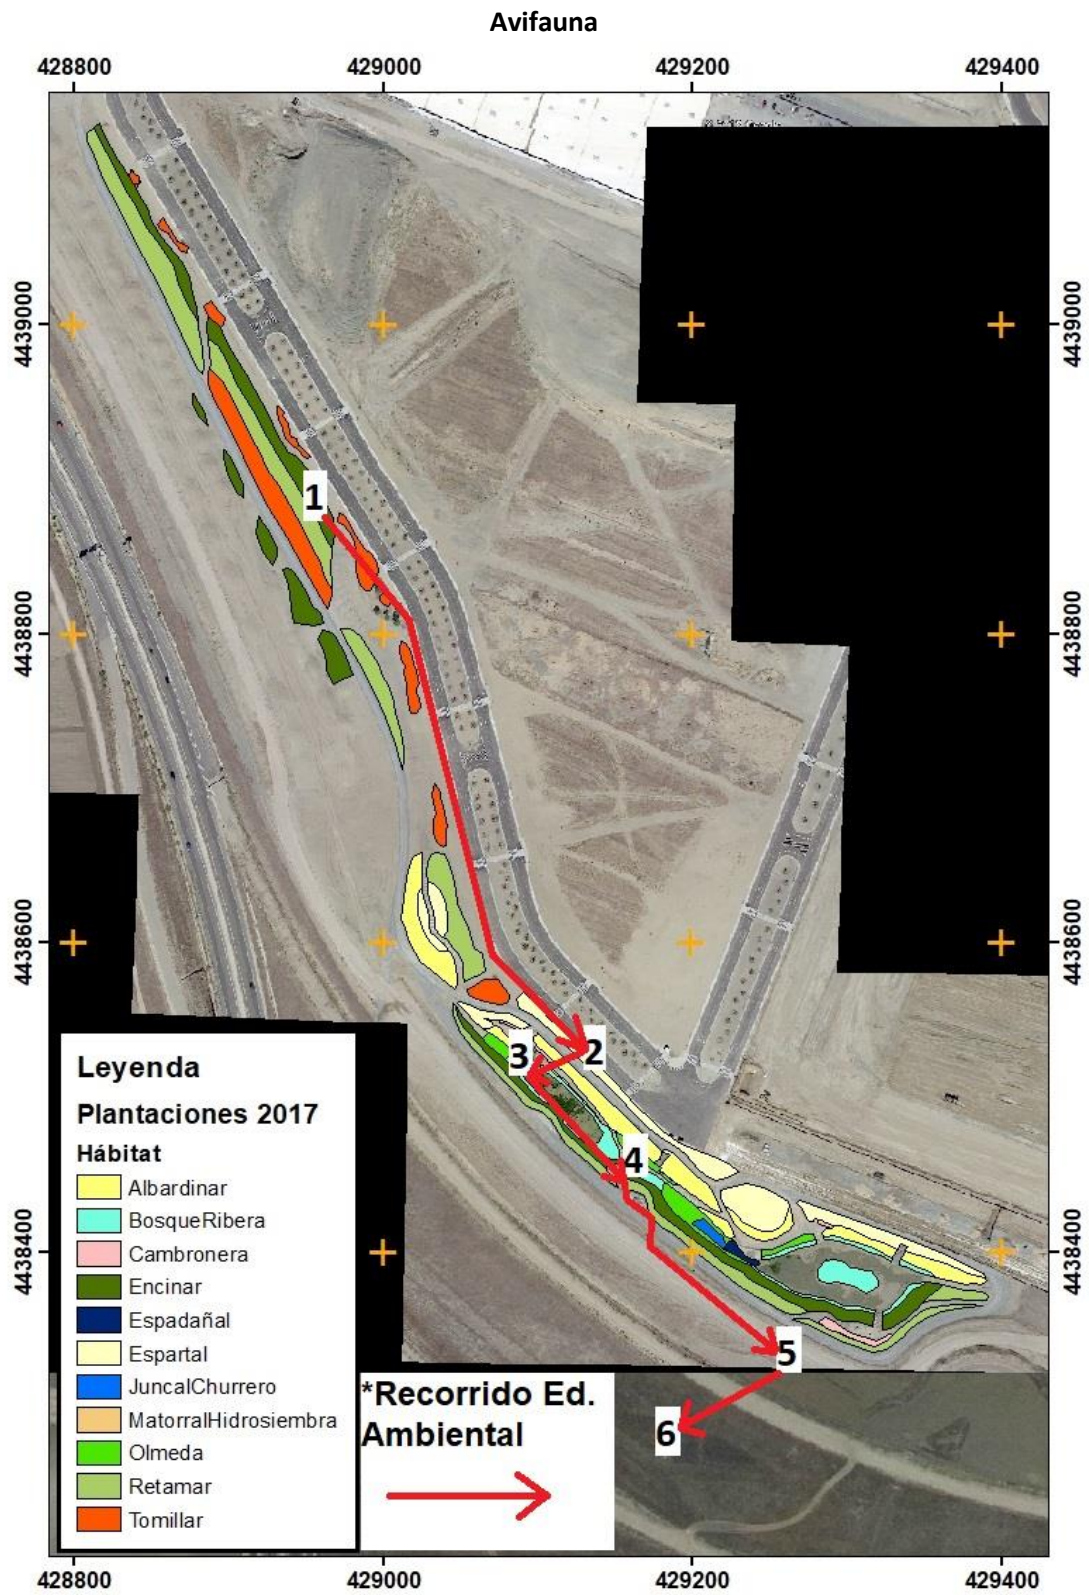 Avifauna
428800 429000 429200 429400
4439000 4439000
1
4438800 4438800
4438600 4438600
2
3
4
4438400 4438400
5
6
Leyenda
Plantaciones 2017
Hábitat
Albardinar
BosqueRibera
Cambronera
Encinar
Espadañal
Espartal
JuncalChurrero
MatorralHidrosiembra
Olmeda
Retamar
Tomillar
*Recorrido Ed.
Ambiental
428800 429000 429200 429400